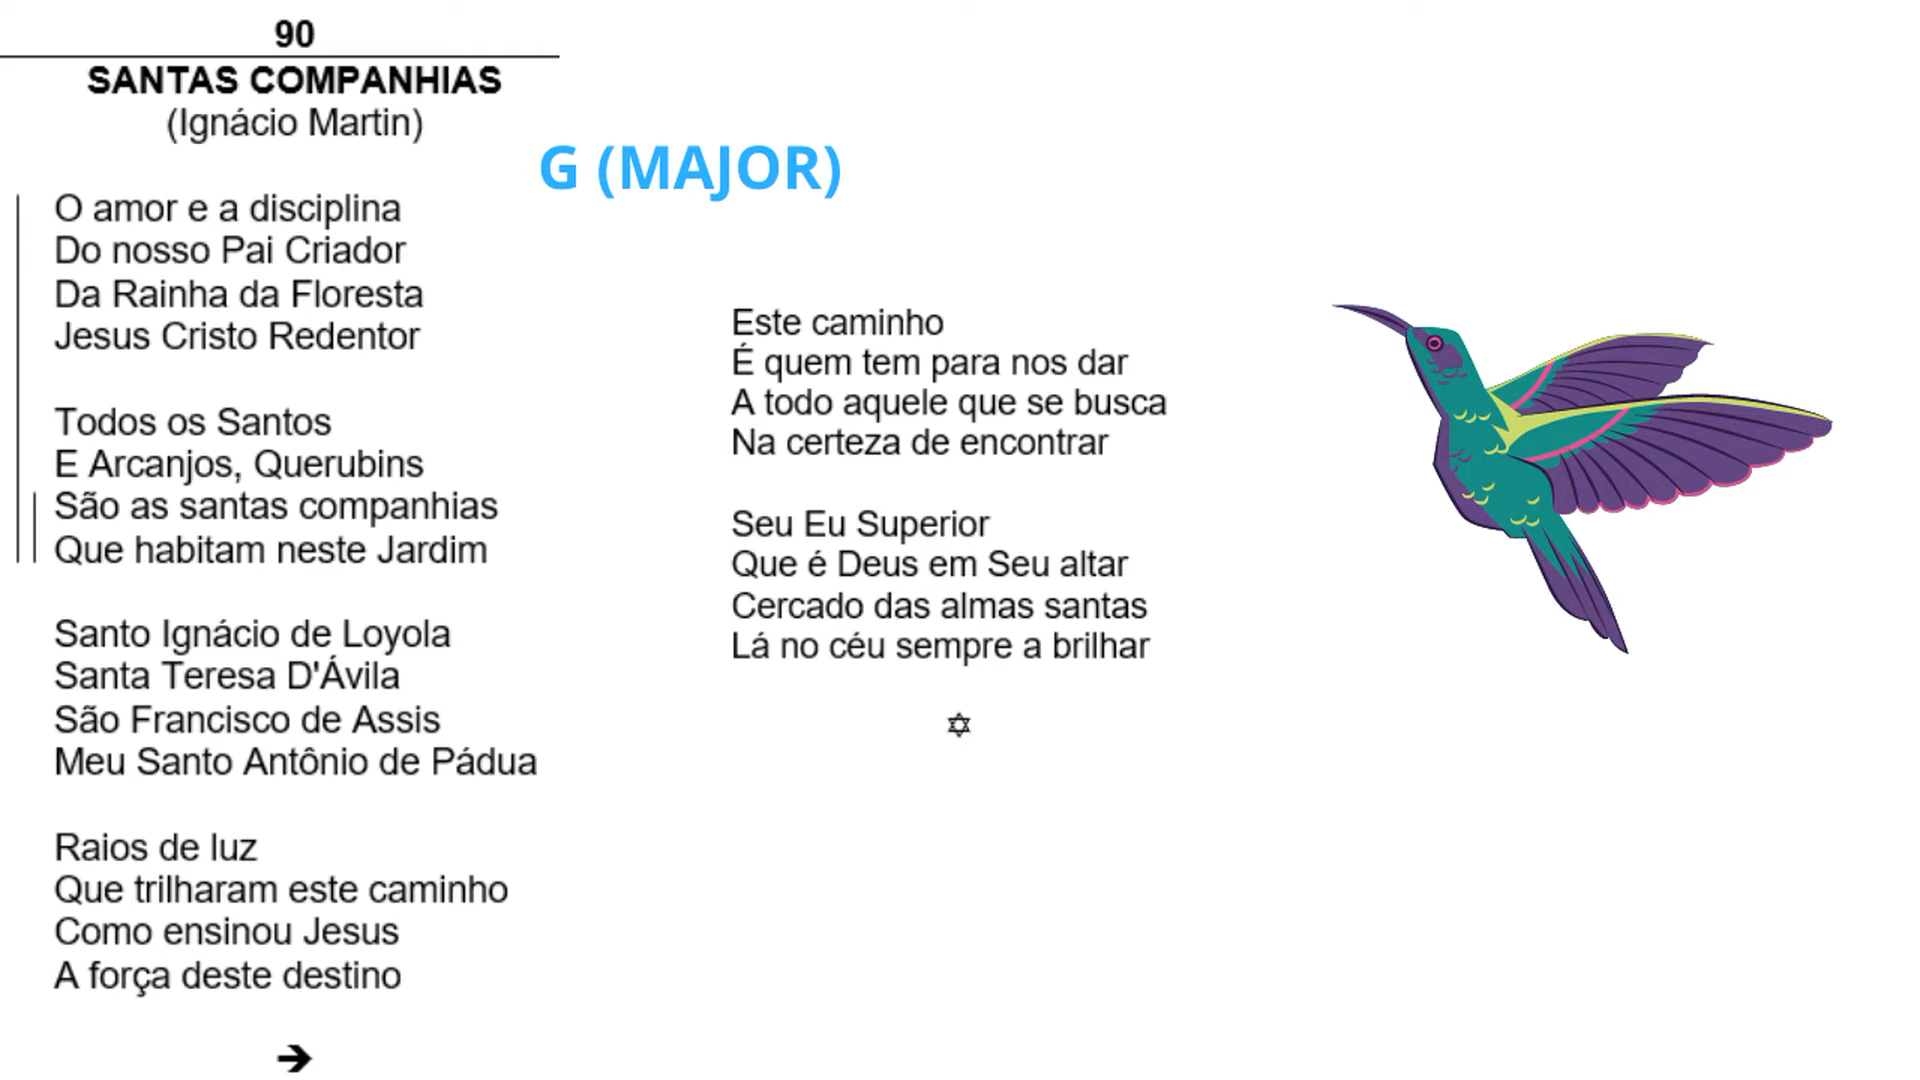 90
SANTAS COMPANHIAS
(Ignácio Martin)
G (MAJOR)
O amor e a disciplina
Do nosso Pai Criador
Da Rainha da Floresta
Jesus Cristo Redentor
Todos os Santos
E Arcanjos, Querubins
São as santas companhias
Que habitam neste Jardim
Santo Ignácio de Loyola
Santa Teresa D'Ávila
São Francisco de Assis
Meu Santo Antônio de Pádua
Raios de luz
Que trilharam este caminho
Como ensinou Jesus
A força deste destino
Este caminho
É quem tem para nos dar
A todo aquele que se busca
Na certeza de encontrar
Seu Eu Superior
Que é Deus em Seu altar
Cercado das almas santas
Lá no céu sempre a brilhar